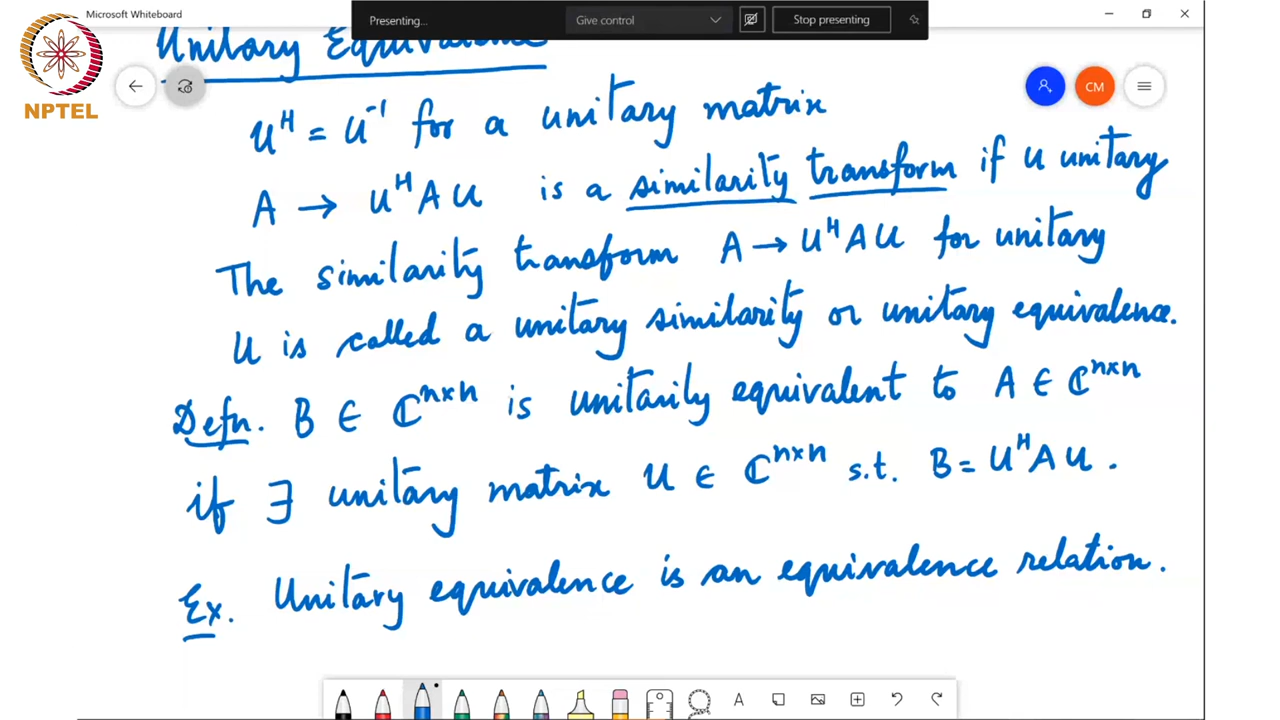 Microsoft Whiteboard
Presenting...
Give control
Stop presenting
NPTEL
CM
Unitary Equivalence
U^H = U^-1 for a unitary matrix
A → U^H A U is a similarity transform if U unitary
The similarity transform A → U^H A U for unitary
U is called a unitary similarity or unitary equivalence.
Defn. B ∈ ℂ^n×n is unitarily equivalent to A ∈ ℂ^n×n
if ∃ unitary matrix U ∈ ℂ^n×n s.t. B = U^H A U.
Ex. Unitary equivalence is an equivalence relation.